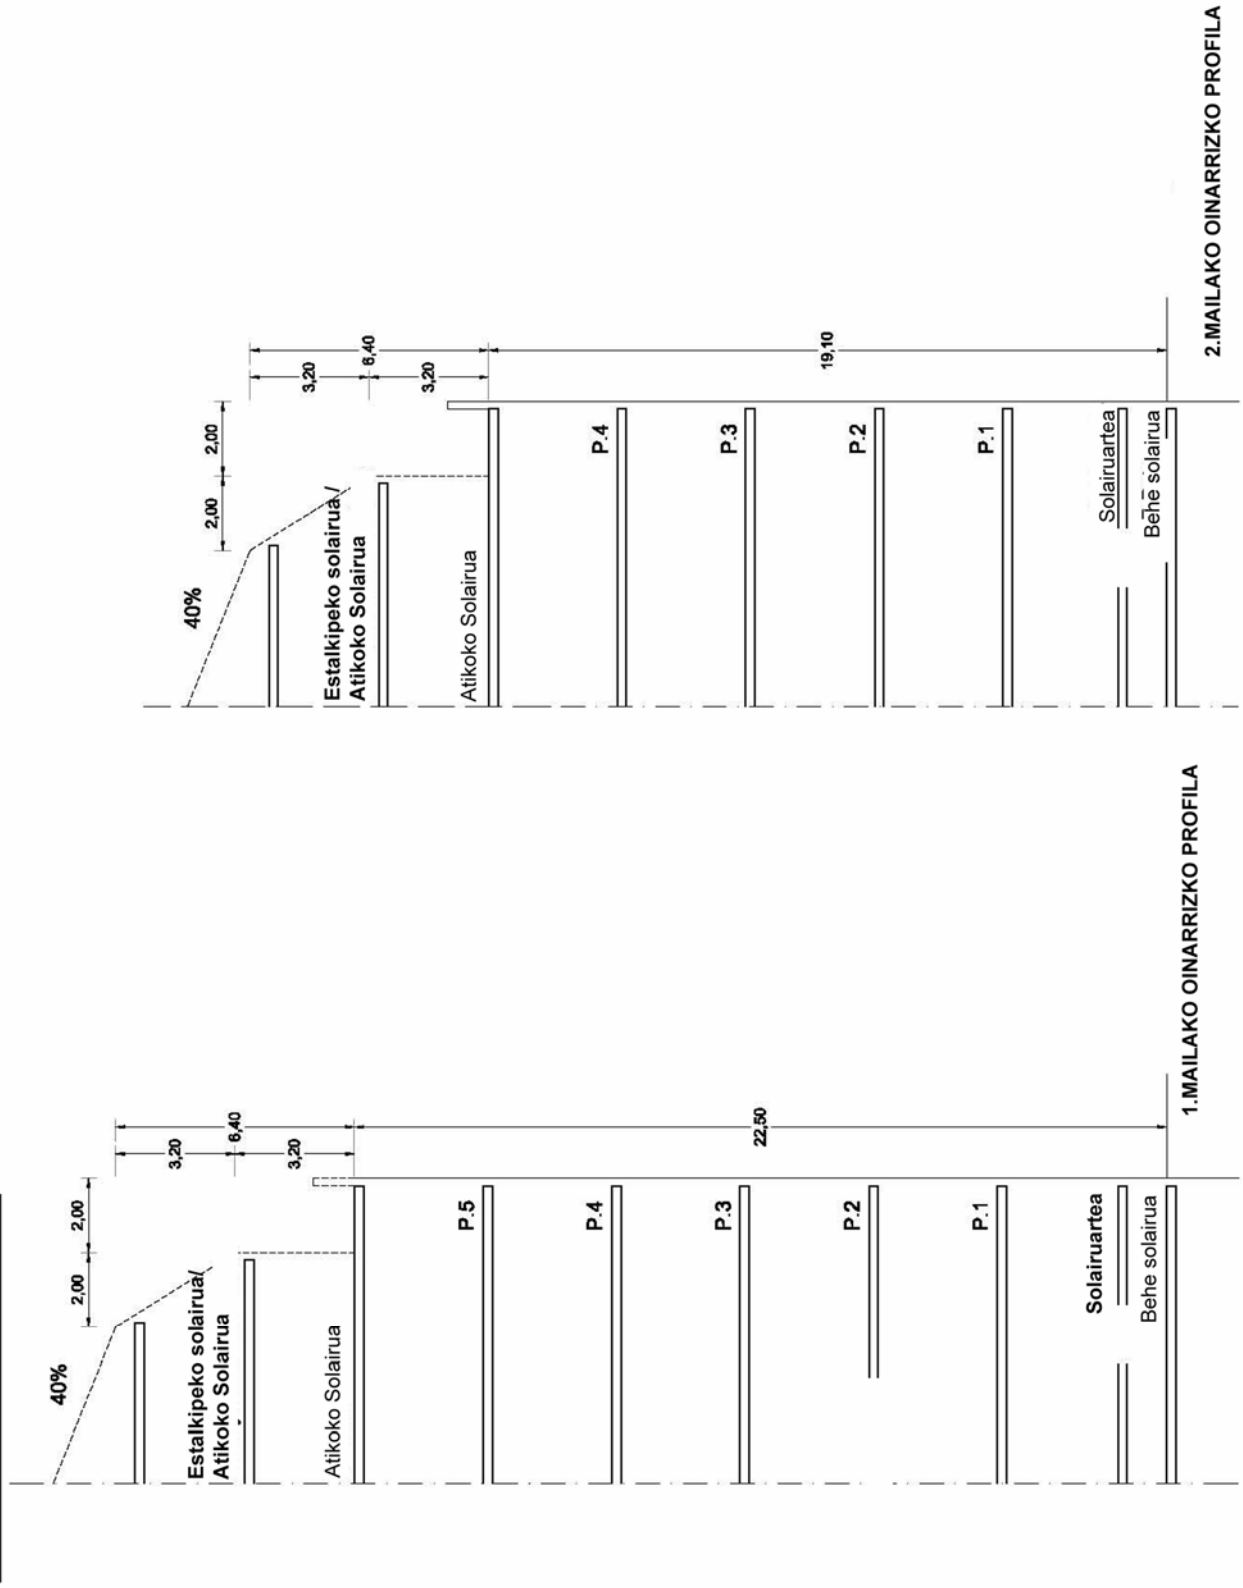 40%
2,00
2,00
3,20
6,40
3,20
Estalkipeko solairua/
Atikoko Solairua
Atikoko Solairua
P.5
P.4
P.3
P.2
P.1
22,50
Solairuartea
Behe solairua
1.MAILAKO OINARRIZKO PROFILA
40%
2,00
2,00
3,20
6,40
3,20
Estalkipeko solairua /
Atikoko Solairua
Atikoko Solairua
P.4
P.3
P.2
P.1
19,10
Solairuartea
Behe solairua
2.MAILAKO OINARRIZKO PROFILA